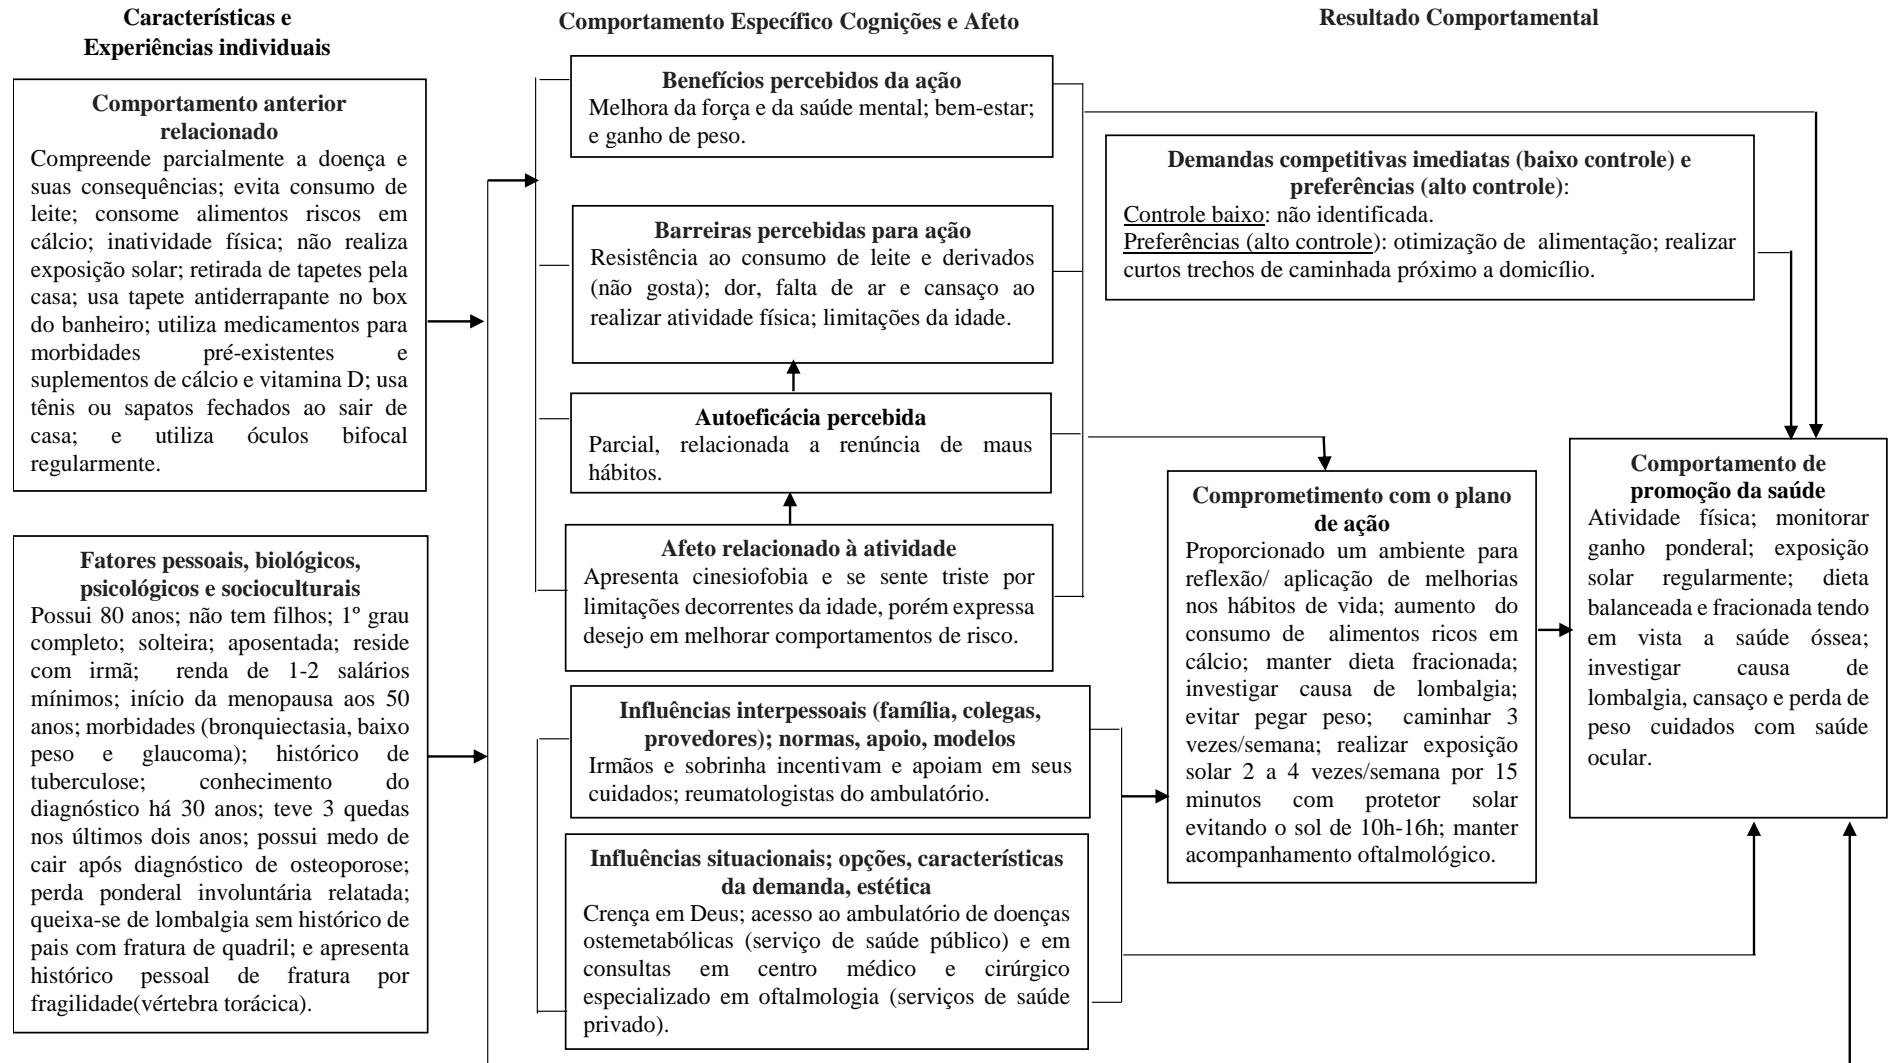 Características e
Experiências individuais
Comportamento anterior
relacionado
Compreende parcialmente a doença e
suas consequências; evita consumo de
leite; consome alimentos riscos em
cálcio; inatividade física; não realiza
exposição solar; retirada de tapetes pela
casa; usa tapete antiderrapante no box
do banheiro; utiliza medicamentos para
morbidades pré-existentes e
suplementos de cálcio e vitamina D; usa
tênis ou sapatos fechados ao sair de
casa; e utiliza óculos bifocal
regularmente.
Fatores pessoais, biológicos,
psicológicos e socioculturais
Possui 80 anos; não tem filhos; 1º grau
completo; solteira; aposentada; reside
com irmã; renda de 1-2 salários
mínimos; início da menopausa aos 50
anos; morbidades (bronquiectasia, baixo
peso e glaucoma); histórico de
tuberculose; conhecimento do
diagnóstico há 30 anos; teve 3 quedas
nos últimos dois anos; possui medo de
cair após diagnóstico de osteoporose;
perda ponderal involuntária relatada;
queixa-se de lombalgia sem histórico de
pais com fratura de quadril; e apresenta
histórico pessoal de fratura por
fragilidade(vértebra torácica).
Comportamento Específico Cognições e Afeto
Benefícios percebidos da ação
Melhora da força e da saúde mental; bem-estar;
e ganho de peso.
Barreiras percebidas para ação
Resistência ao consumo de leite e derivados
(não gosta); dor, falta de ar e cansaço ao
realizar atividade física; limitações da idade.
Autoeficácia percebida
Parcial, relacionada a renúncia de maus
hábitos.
Afeto relacionado à atividade
Apresenta cinesiofobia e se sente triste por
limitações decorrentes da idade, porém expressa
desejo em melhorar comportamentos de risco.
Influências interpessoais (família, colegas,
provedores); normas, apoio, modelos
Irmãos e sobrinha incentivam e apoiam em seus
cuidados; reumatologistas do ambulatório.
Influências situacionais; opções, características
da demanda, estética
Crença em Deus; acesso ao ambulatório de doenças
ostemetabólicas (serviço de saúde público) e em
consultas em centro médico e cirúrgico
especializado em oftalmologia (serviços de saúde
privado).
Resultado Comportamental
Demandas competitivas imediatas (baixo controle) e
preferências (alto controle):
Controle baixo: não identificada.
Preferências (alto controle): otimização de alimentação; realizar
curtos trechos de caminhada próximo a domicílio.
Comprometimento com o plano
de ação
Proporcionado um ambiente para
reflexão/ aplicação de melhorias
nos hábitos de vida; aumento do
consumo de alimentos ricos em
cálcio; manter dieta fracionada;
investigar causa de lombalgia;
evitar pegar peso; caminhar 3
vezes/semana; realizar exposição
solar 2 a 4 vezes/semana por 15
minutos com protetor solar
evitando o sol de 10h-16h; manter
acompanhamento oftalmológico.
Comportamento de
promoção da saúde
Atividade física; monitorar
ganho ponderal; exposição
solar regularmente; dieta
balanceada e fracionada tendo
em vista a saúde óssea;
investigar causa de
lombalgia, cansaço e perda de
peso cuidados com saúde
ocular.